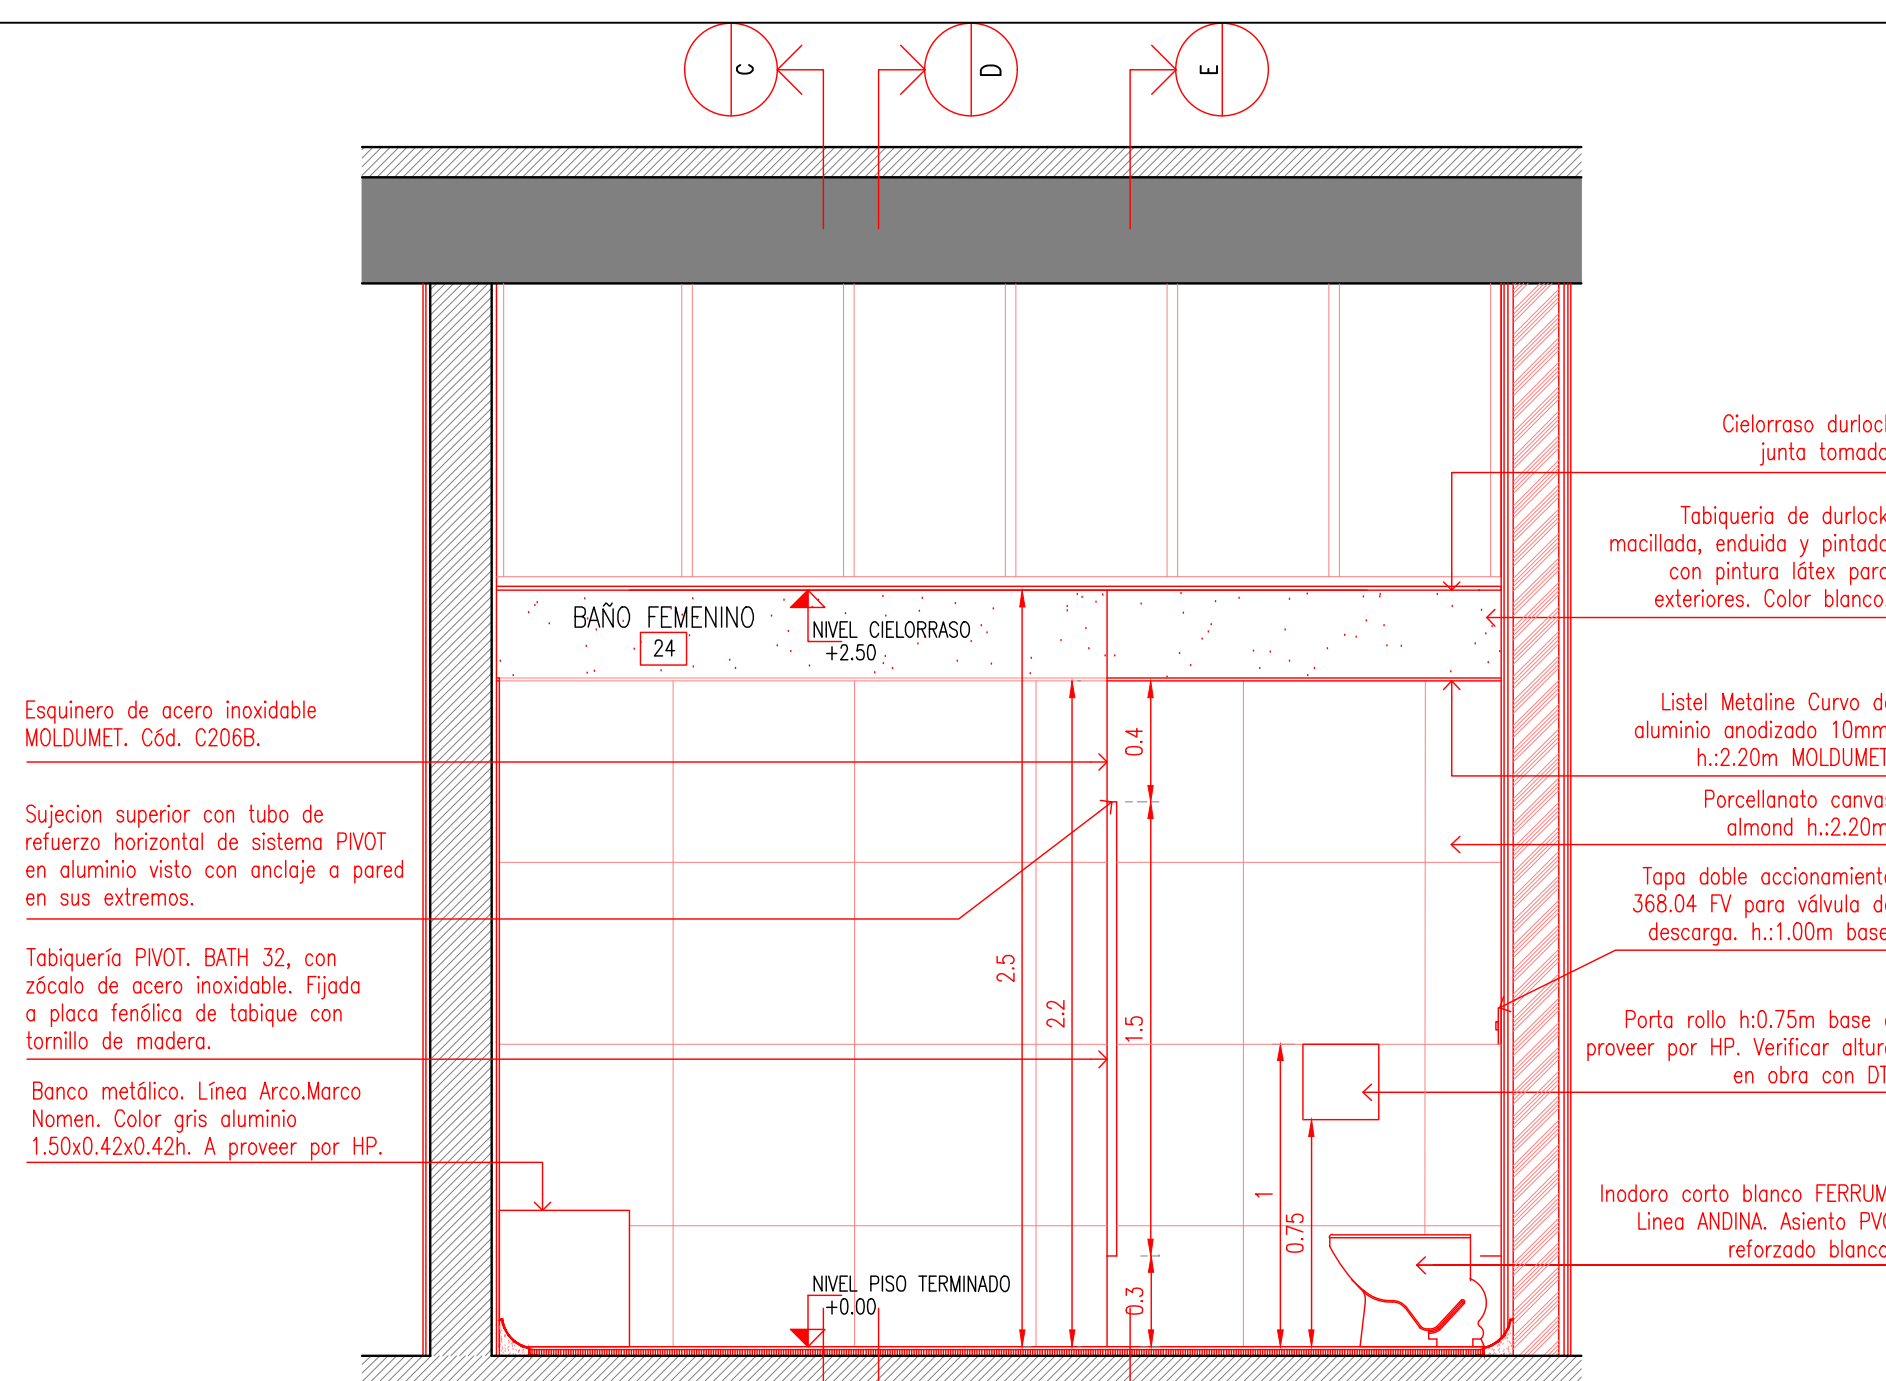 C
D
E
BAÑO FEMENINO
24
NIVEL CIELORRASO
+2.50
Esquinero de acero inoxidable
MOLDUMET. Cód. C206B.
Sujecion superior con tubo de
refuerzo horizontal de sistema PIVOT
en aluminio visto con anclaje a pared
en sus extremos.
Tabiquería PIVOT. BATH 32, con
zócalo de acero inoxidable. Fijada
a placa fenólica de tabique con
tornillo de madera.
Banco metálico. Línea Arco.Marco
Nomen. Color gris aluminio
1.50x0.42x0.42h. A proveer por HP.
2.5
2.2
0.4
1.5
0.3
1
0.75
NIVEL PISO TERMINADO
+0.00
Cielorraso durlock
junta tomada
Tabiqueria de durlock
macillada, enduida y pintada
con pintura látex para
exteriores. Color blanco.
Listel Metaline Curvo de
aluminio anodizado 10mm
h.:2.20m MOLDUMET
Porcellanato canvas
almond h.:2.20m
Tapa doble accionamiento
368.04 FV para válvula de
descarga. h.:1.00m base
Porta rollo h:0.75m base a
proveer por HP. Verificar altura
en obra con DT
Inodoro corto blanco FERRUM
Linea ANDINA. Asiento PVC
reforzado blanco